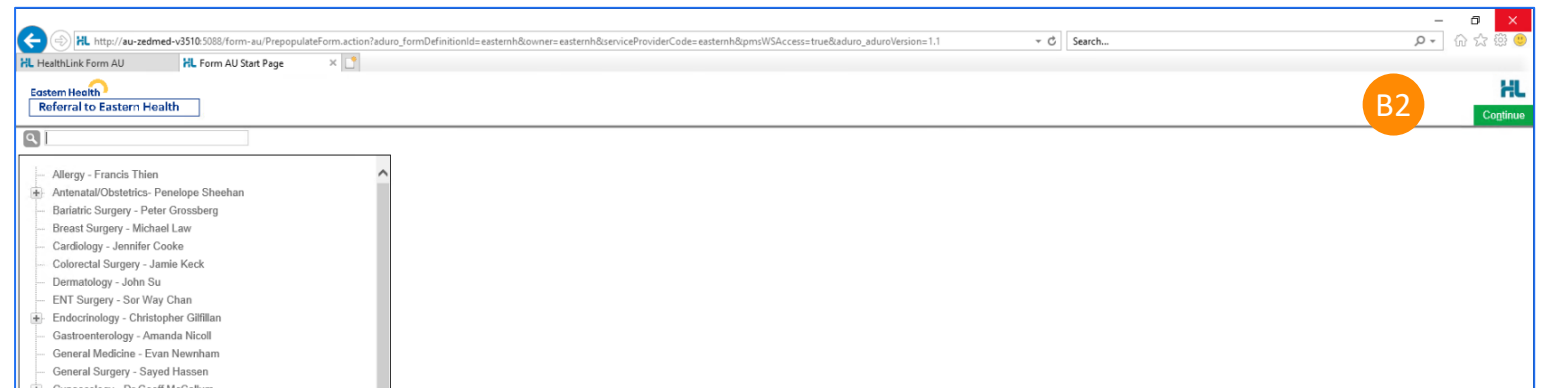 HL http://au-zedmed-v3510:5088/form-au/PrepopulateForm.action?aduro_formDefinitionId=easternh&owner=easternh&serviceProviderCode=easternh&pmsWSAccess=true&aduro_aduroVersion=1.1
Search...
HL HealthLink Form AU
HL Form AU Start Page
Eastern Health
Referral to Eastern Health
B2
HL
Continue
Allergy - Francis Thien
Antenatal/Obstetrics- Penelope Sheehan
Bariatric Surgery - Peter Grossberg
Breast Surgery - Michael Law
Cardiology - Jennifer Cooke
Colorectal Surgery - Jamie Keck
Dermatology - John Su
ENT Surgery - Sor Way Chan
Endocrinology - Christopher Gilfillan
Gastroenterology - Amanda Nicoll
General Medicine - Evan Newnham
General Surgery - Sayed Hassen